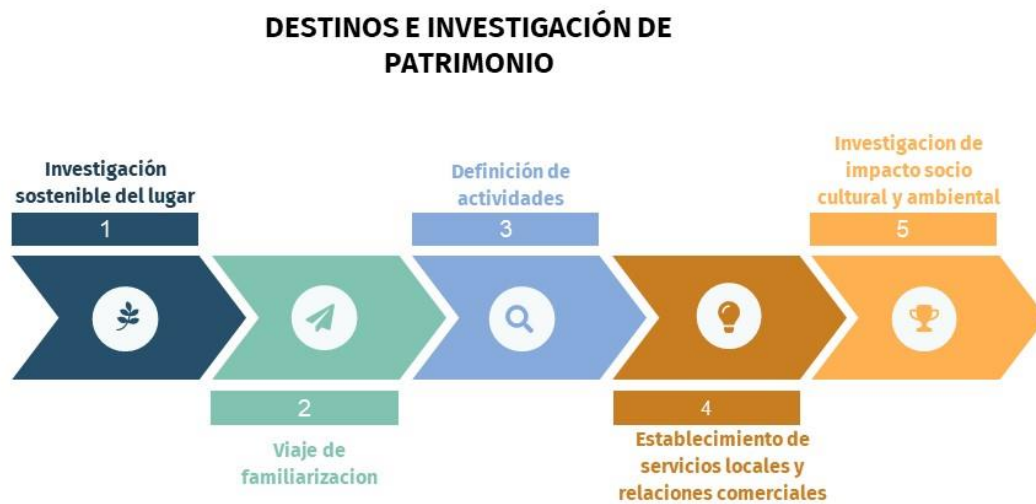 DESTINOS E INVESTIGACIÓN DE
PATRIMONIO
Investigación
sostenible del lugar
1
2
Viaje de
familiarizacion
Definición de
actividades
3
4
Establecimiento de
servicios locales y
relaciones comerciales
Investigacion de
impacto socio
cultural y ambiental
5